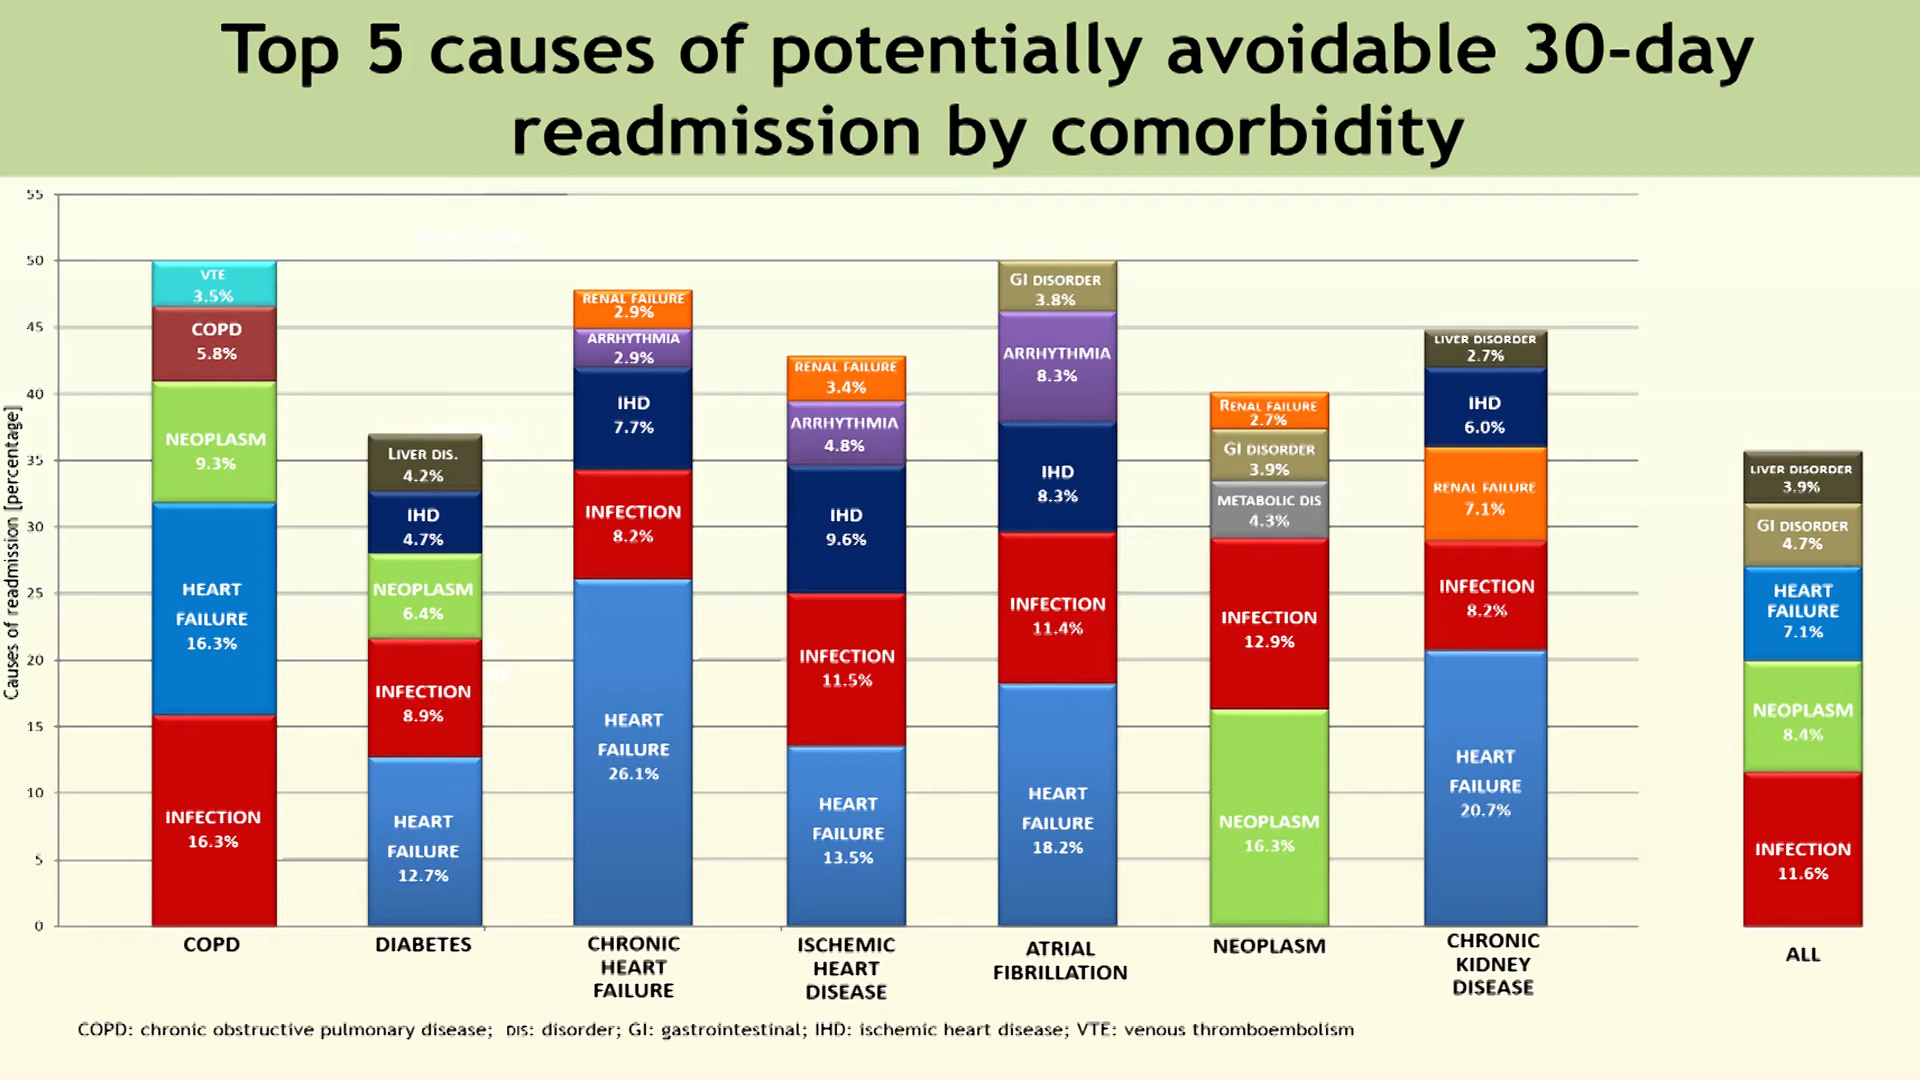 Top 5 causes of potentially avoidable 30-day
readmission by comorbidity
Causes of readmission [percentage]
55
50
45
40
35
30
25
20
15
10
5
0
VTE
3.5%
COPD
5.8%
NEOPLASM
9.3%
HEART
FAILURE
16.3%
INFECTION
16.3%
COPD
LIVER DIS.
4.2%
IHD
4.7%
NEOPLASM
6.4%
INFECTION
8.9%
HEART
FAILURE
12.7%
DIABETES
RENAL FAILURE
2.9%
ARRHYTHMIA
2.9%
IHD
7.7%
INFECTION
8.2%
HEART
FAILURE
26.1%
CHRONIC
HEART
FAILURE
RENAL FAILURE
3.4%
ARRHYTHMIA
4.8%
IHD
9.6%
INFECTION
11.5%
HEART
FAILURE
13.5%
ISCHEMIC
HEART
DISEASE
GI DISORDER
3.8%
ARRHYTHMIA
8.3%
IHD
8.3%
INFECTION
11.4%
HEART
FAILURE
18.2%
ATRIAL
FIBRILLATION
RENAL FAILURE
2.7%
GI DISORDER
3.9%
METABOLIC DIS
4.3%
INFECTION
12.9%
NEOPLASM
16.3%
NEOPLASM
LIVER DISORDER
2.7%
IHD
6.0%
RENAL FAILURE
7.1%
INFECTION
8.2%
HEART
FAILURE
20.7%
CHRONIC
KIDNEY
DISEASE
LIVER DISORDER
3.9%
GI DISORDER
4.7%
HEART
FAILURE
7.1%
NEOPLASM
8.4%
INFECTION
11.6%
ALL
COPD: chronic obstructive pulmonary disease; DIS: disorder; GI: gastrointestinal; IHD: ischemic heart disease; VTE: venous thromboembolism